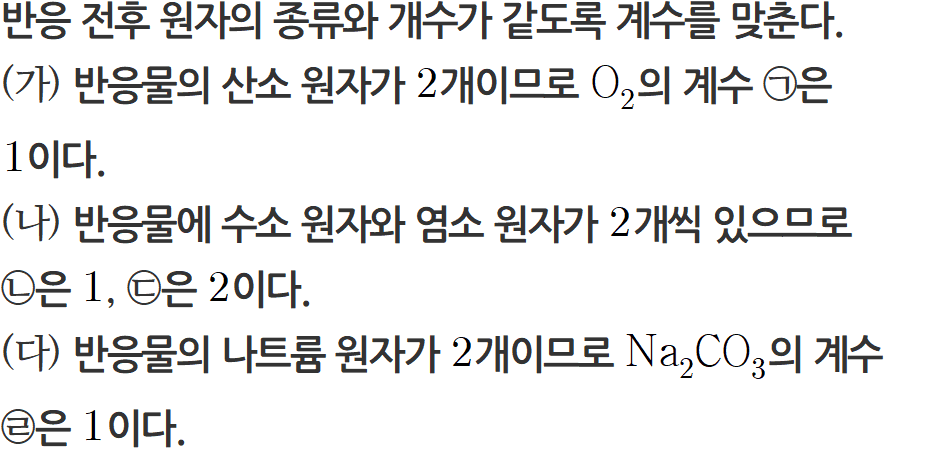 반응 전후 원자의 종류와 개수가 같도록 계수를 맞춘다.
(가) 반응물의 산소 원자가 2개이므로 O₂의 계수 ㉠은
1이다.
(나) 반응물에 수소 원자와 염소 원자가 2개씩 있으므로
㉡은 1, ㉢은 2이다.
(다) 반응물의 나트륨 원자가 2개이므로 Na₂CO₃의 계수
㉣은 1이다.